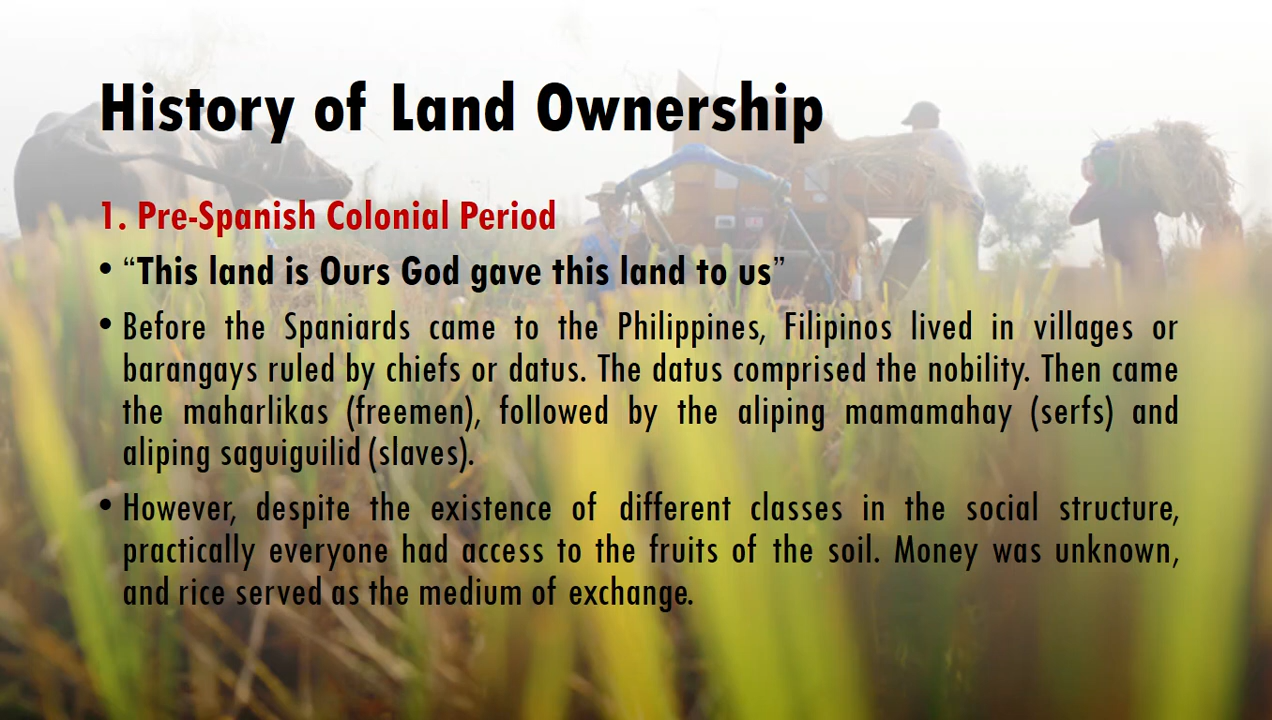 History of Land Ownership
1. Pre-Spanish Colonial Period
• “This land is Ours God gave this land to us”
• Before the Spaniards came to the Philippines, Filipinos lived in villages or
barangays ruled by chiefs or datus. The datus comprised the nobility. Then came
the maharlikas (freemen), followed by the aliping mamamahay (serfs) and
aliping saguiguilid (slaves).
• However, despite the existence of different classes in the social structure,
practically everyone had access to the fruits of the soil. Money was unknown,
and rice served as the medium of exchange.